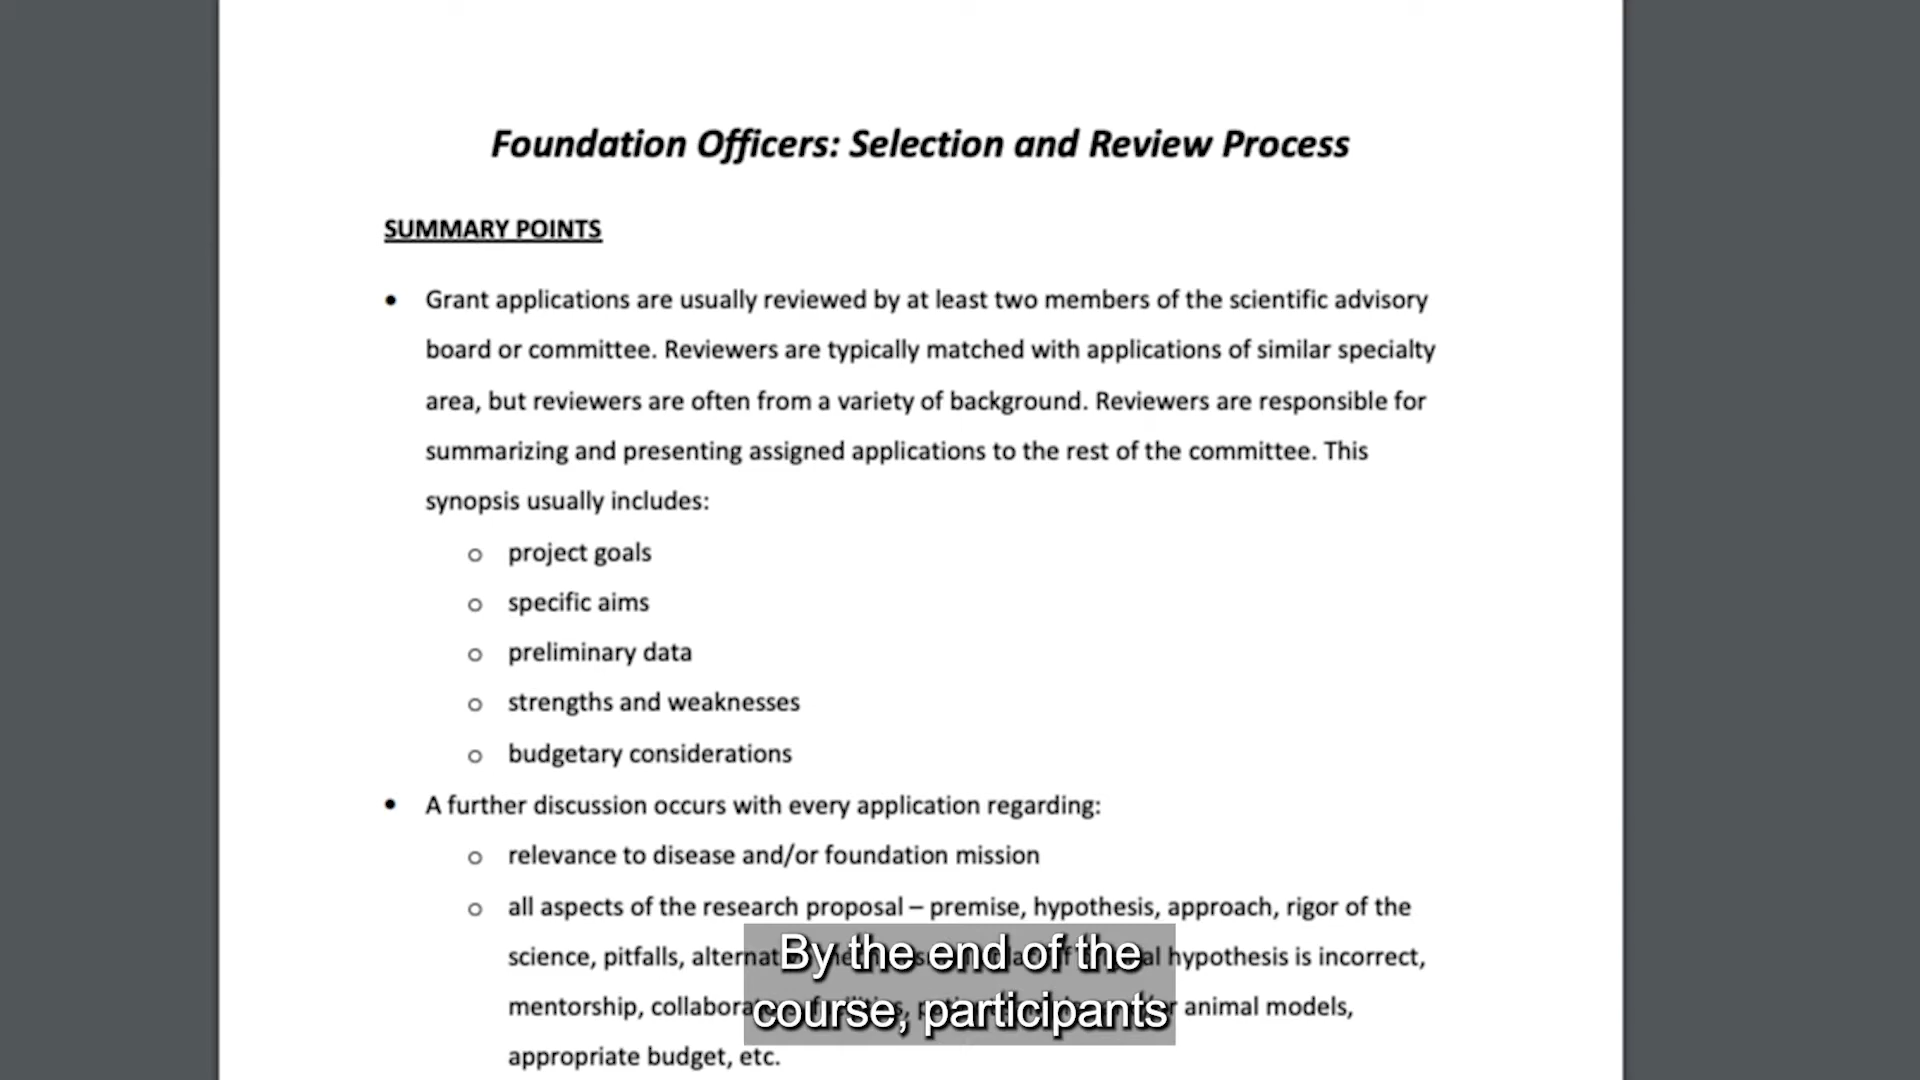 Foundation Officers: Selection and Review Process
SUMMARY POINTS
• Grant applications are usually reviewed by at least two members of the scientific advisory
board or committee. Reviewers are typically matched with applications of similar specialty
area, but reviewers are often from a variety of background. Reviewers are responsible for
summarizing and presenting assigned applications to the rest of the committee. This
synopsis usually includes:
o project goals
o specific aims
o preliminary data
o strengths and weaknesses
o budgetary considerations
• A further discussion occurs with every application regarding:
o relevance to disease and/or foundation mission
o all aspects of the research proposal – premise, hypothesis, approach, rigor of the
science, pitfalls, hypothesis is incorrect,
mentorship, animal models,
appropriate budget, etc.
By the end of the
course, participants